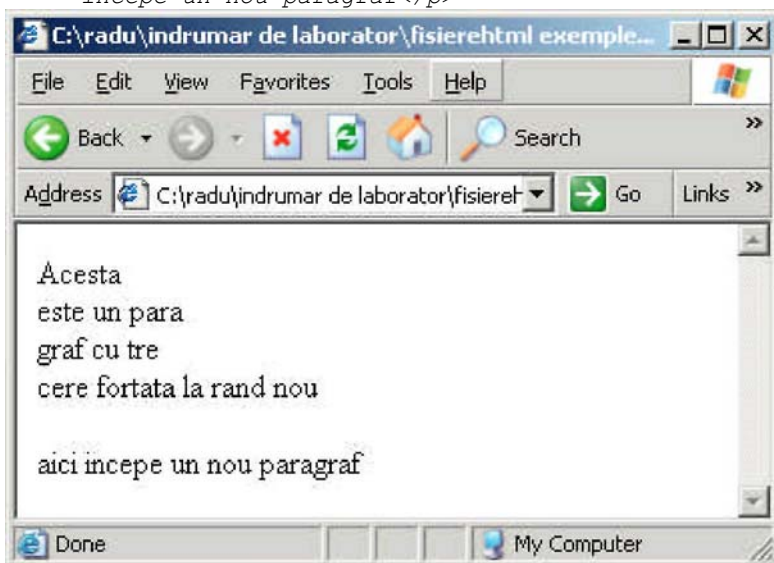 incepe un nou paragraf</p>
C:\radu\indrumar de laborator\fisierehtml exemple...
File Edit View Favorites Tools Help
Back Search »
Address C:\radu\indrumar de laborator\fisiereh Go Links »
Acesta
este un para
graf cu tre
cere fortata la rand nou
aici incepe un nou paragraf
Done My Computer